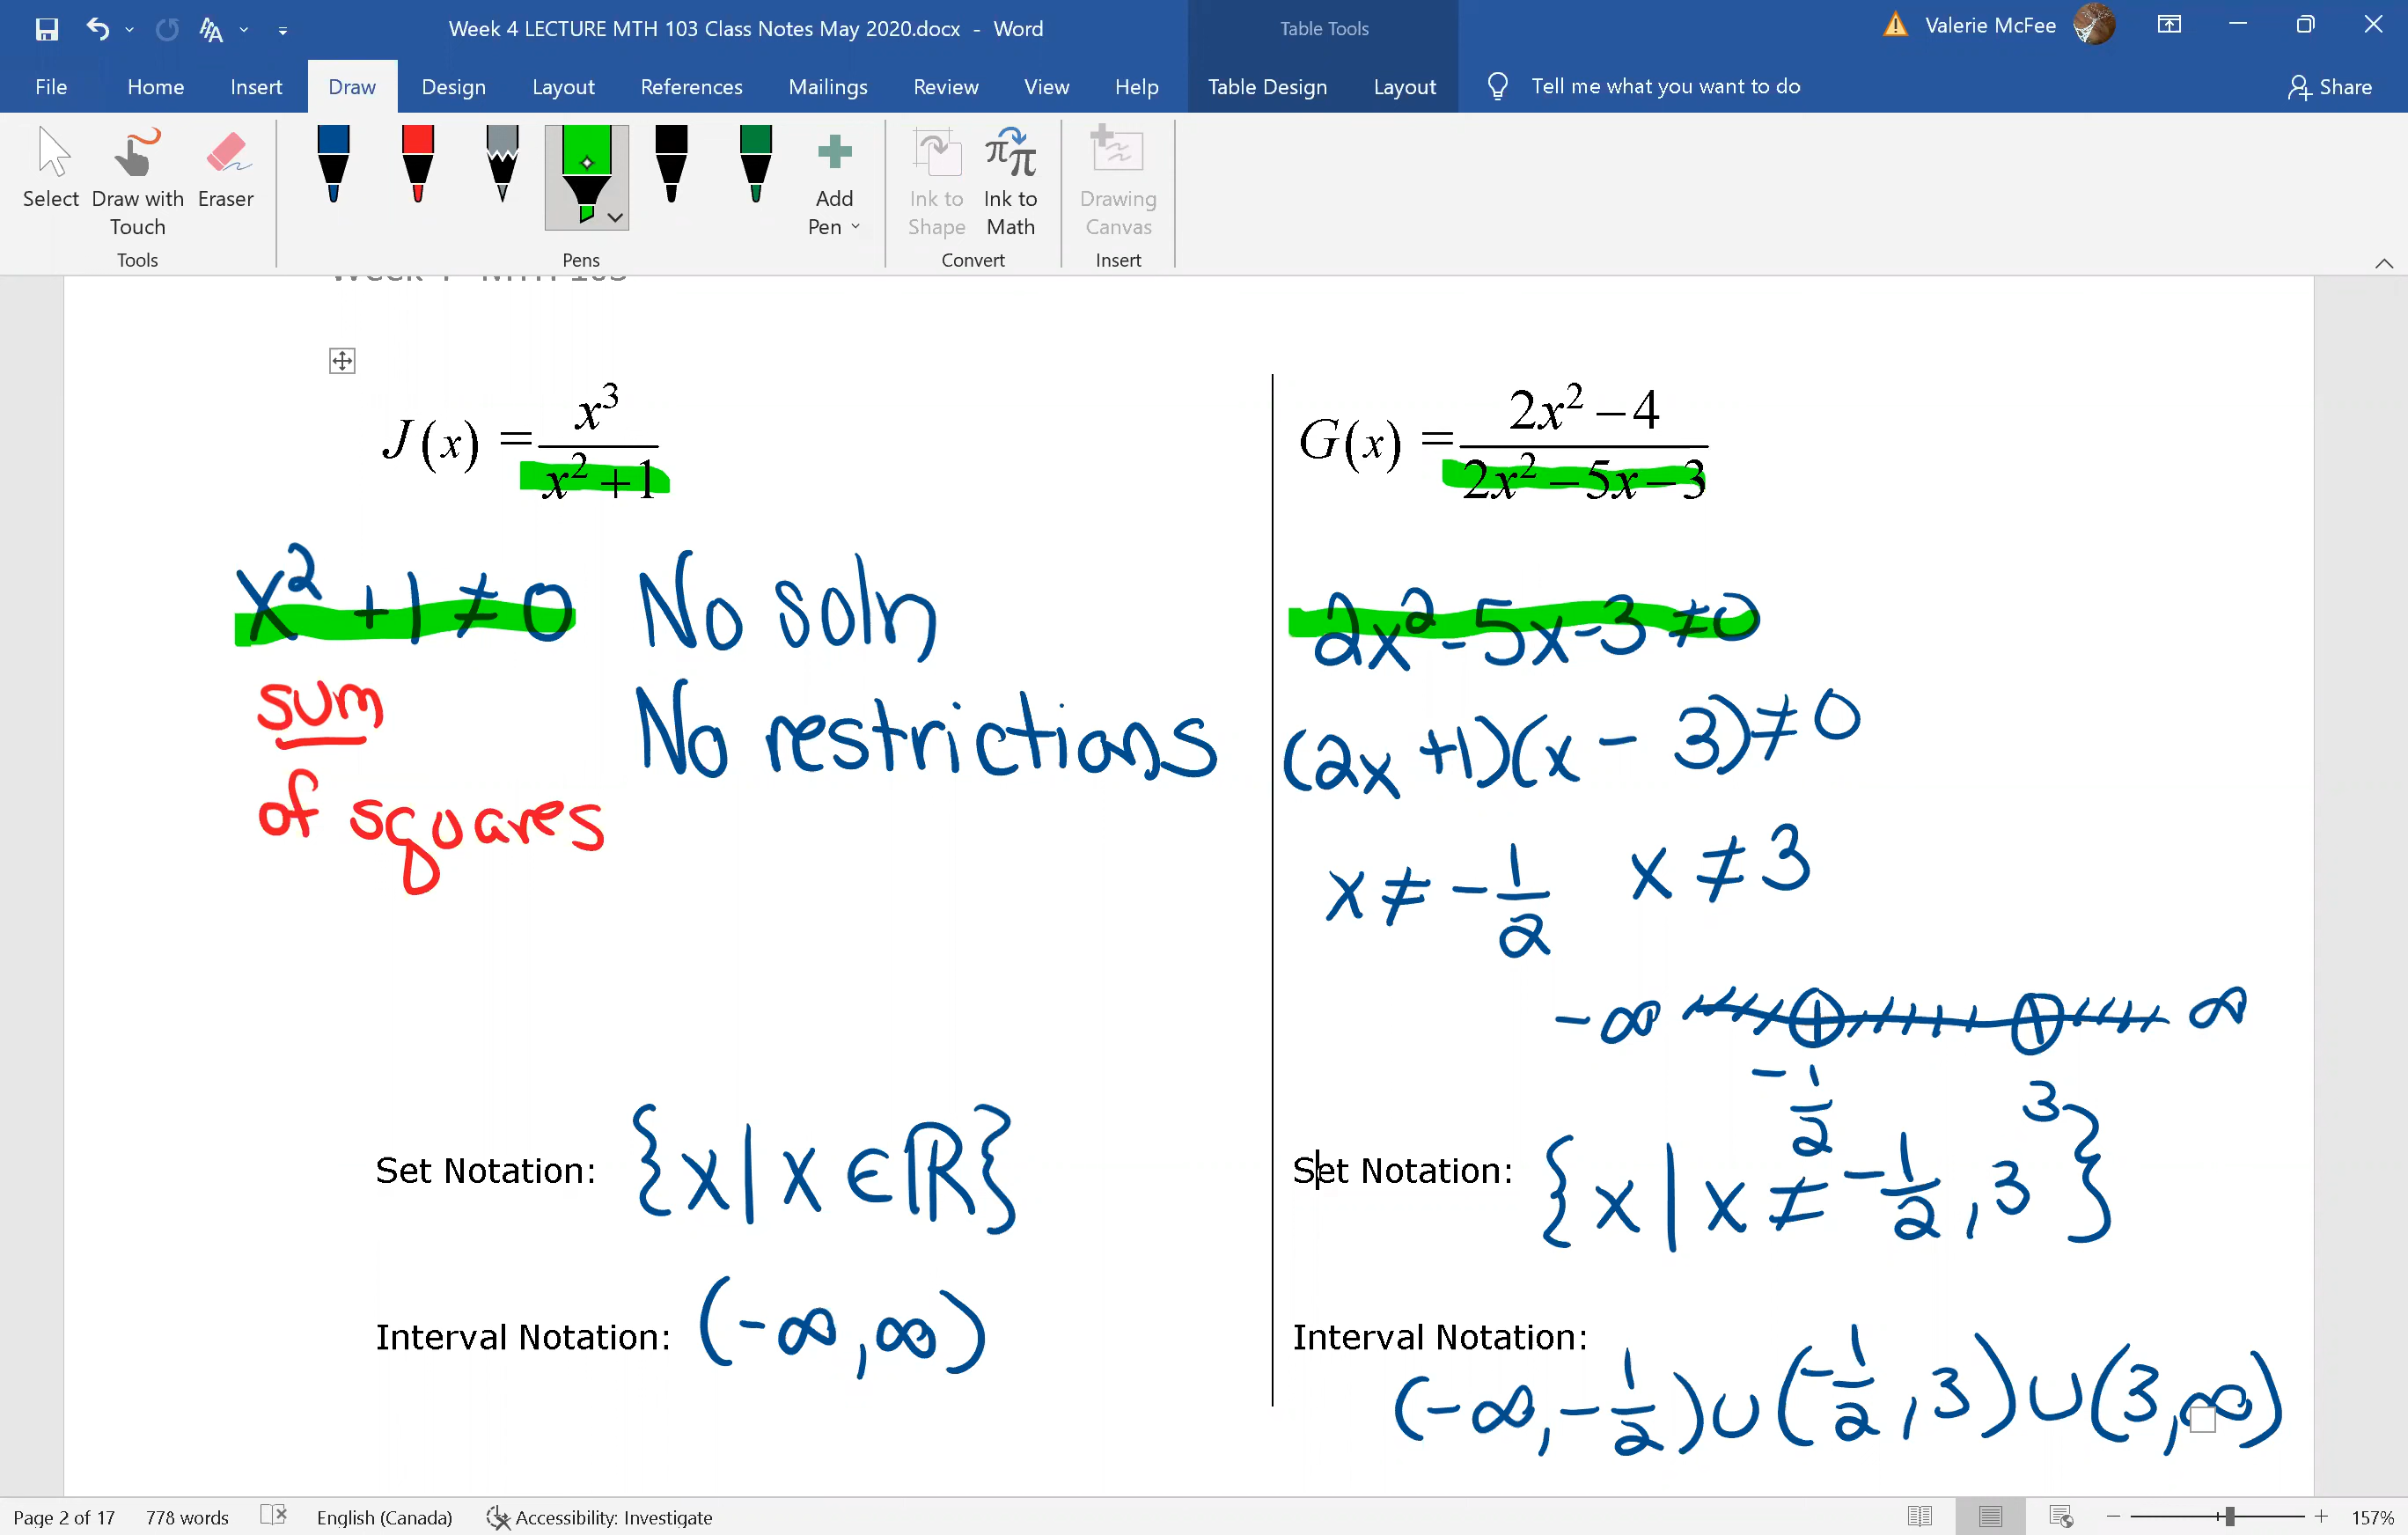 Week 4 LECTURE MTH 103 Class Notes May 2020.docx - Word
Table Tools
Valerie McFee
File Home Insert Draw Design Layout References Mailings Review View Help Table Design Layout Tell me what you want to do Share
Select
Draw with Touch
Eraser
Add Pen
Ink to Shape
Ink to Math
Drawing Canvas
Tools Pens Convert Insert
J(x) = x³ / (x² + 1)
x² + 1 ≠ 0 No soln
sum
No restrictions
of squares
Set Notation: {x | x ∈ ℝ}
Interval Notation: (-∞, ∞)
G(x) = (2x² – 4) / (2x² – 5x – 3)
2x² - 5x - 3 ≠ 0
(2x + 1)(x - 3) ≠ 0
x ≠ -1/2 x ≠ 3
-∞ ∞
-1/2 3
Set Notation: {x | x ≠ -1/2, 3}
Interval Notation:
(-∞, -1/2) ∪ (-1/2, 3) ∪ (3, ∞)
Page 2 of 17 778 words English (Canada) Accessibility: Investigate 157%